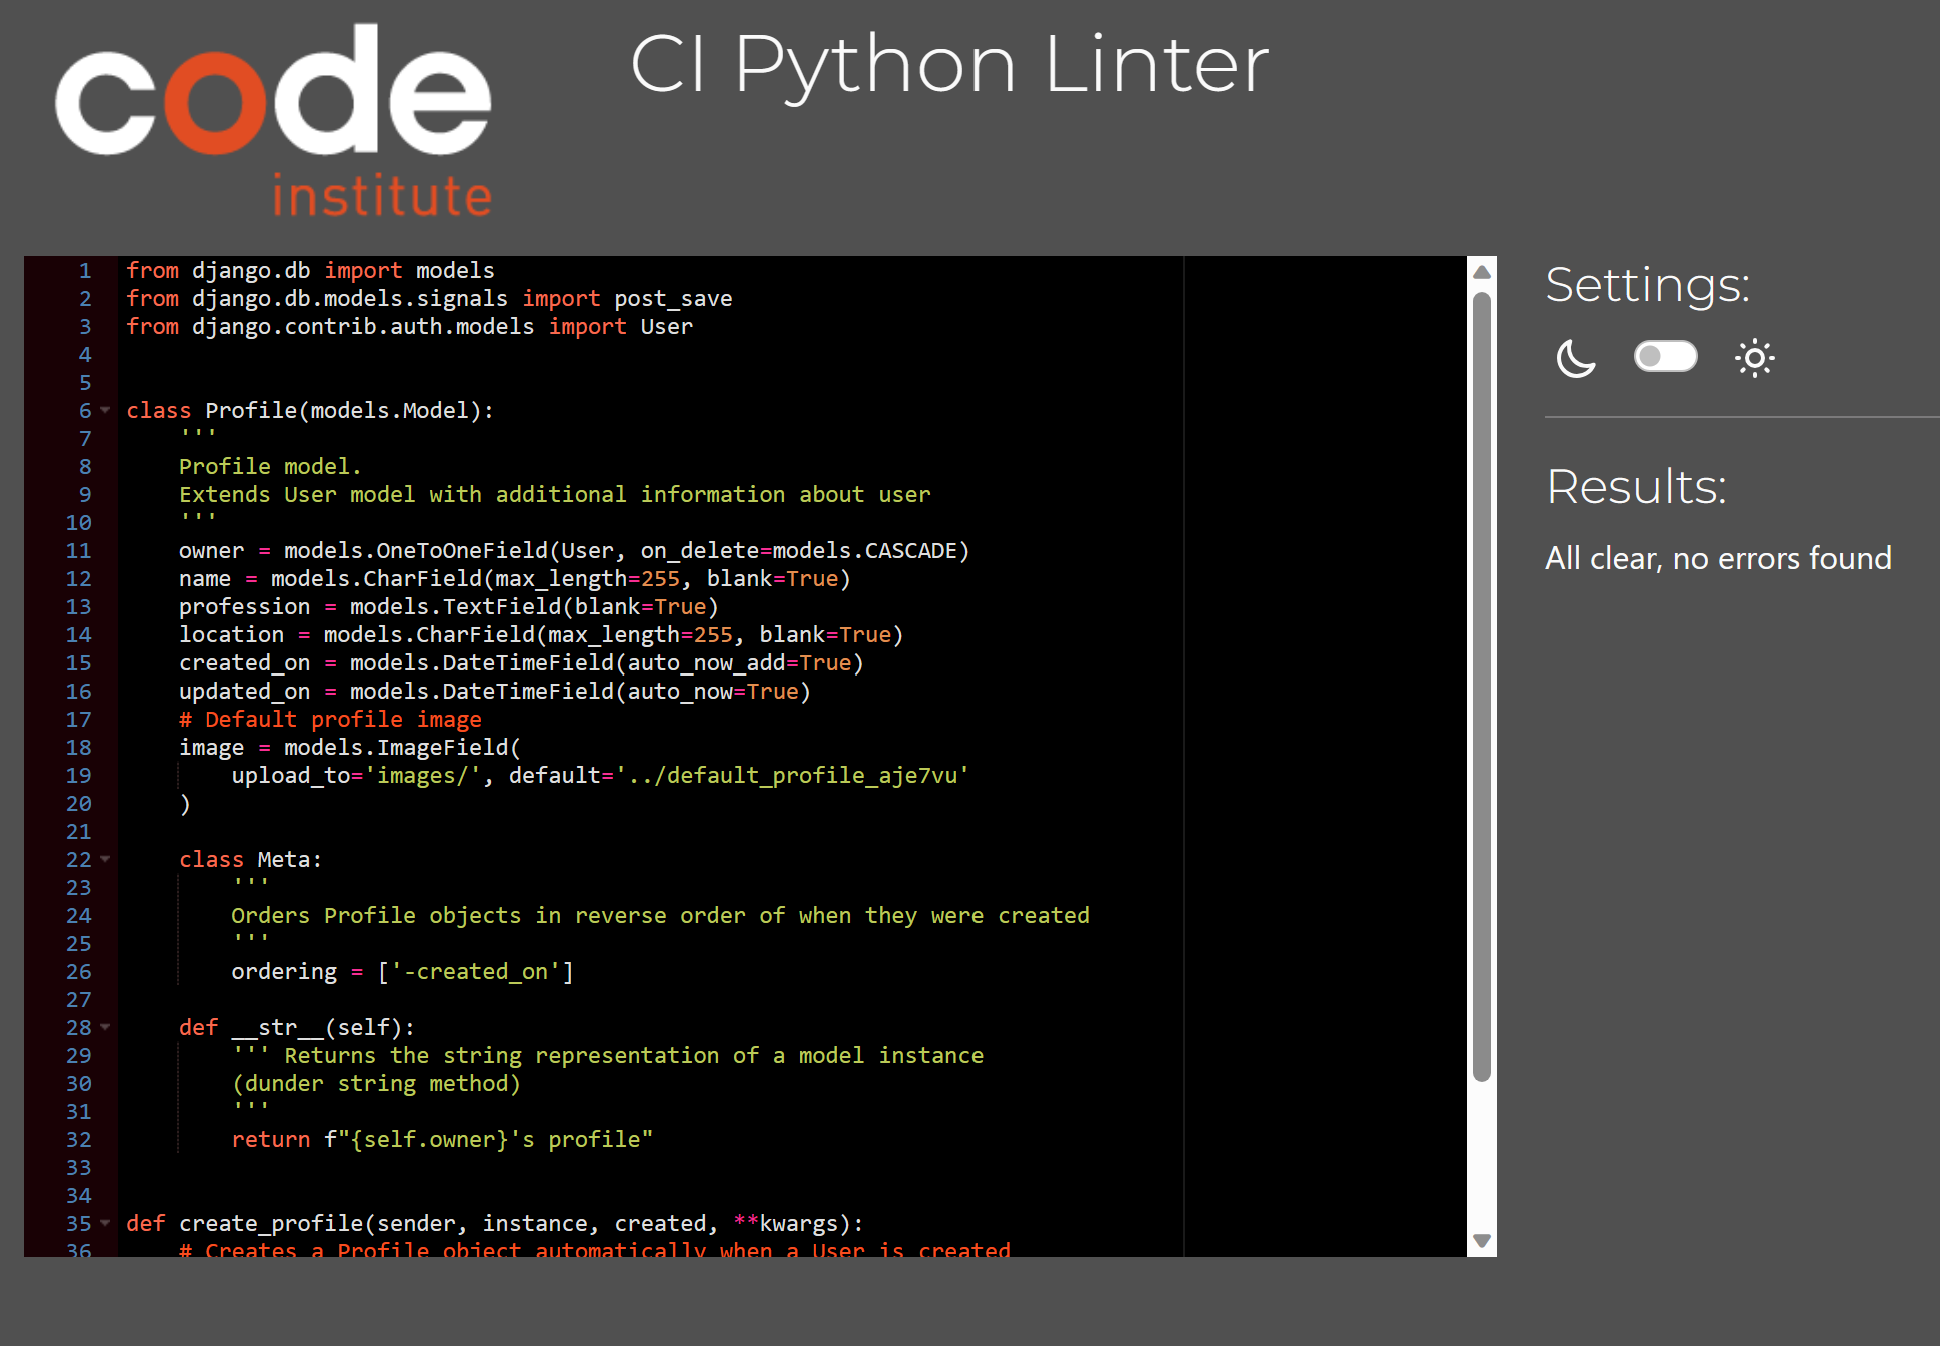 code
institute
CI Python Linter
1 from django.db import models
2 from django.db.models.signals import post_save
3 from django.contrib.auth.models import User
4
5
6 class Profile(models.Model):
7     '''
8     Profile model.
9     Extends User model with additional information about user
10     '''
11     owner = models.OneToOneField(User, on_delete=models.CASCADE)
12     name = models.CharField(max_length=255, blank=True)
13     profession = models.TextField(blank=True)
14     location = models.CharField(max_length=255, blank=True)
15     created_on = models.DateTimeField(auto_now_add=True)
16     updated_on = models.DateTimeField(auto_now=True)
17     # Default profile image
18     image = models.ImageField(
19         upload_to='images/', default='../default_profile_aje7vu'
20     )
21
22     class Meta:
23         '''
24         Orders Profile objects in reverse order of when they were created
25         '''
26         ordering = ['-created_on']
27
28     def __str__(self):
29         ''' Returns the string representation of a model instance
30         (dunder string method)
31         '''
32         return f"{self.owner}'s profile"
33
34
35 def create_profile(sender, instance, created, **kwargs):
36     # Creates a Profile object automatically when a User is created
Settings:
Results:
All clear, no errors found